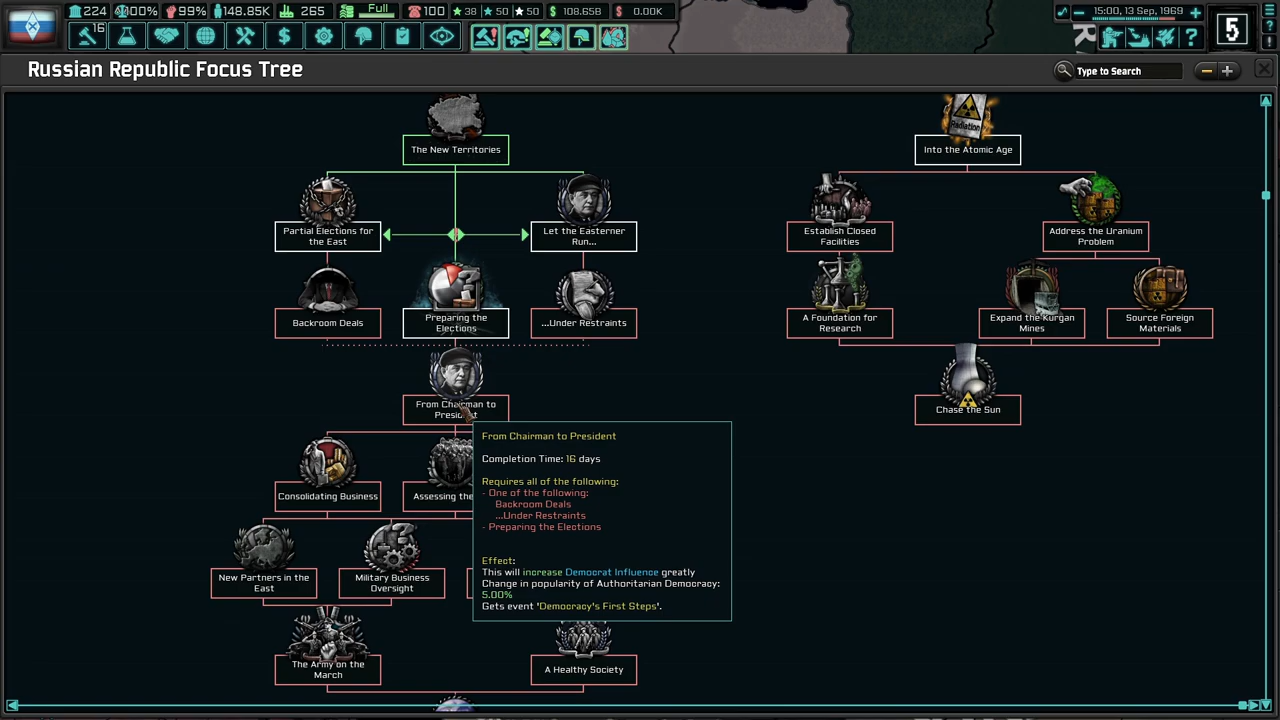 224 100% 99% 148.85K 265 Full 100 38 50 50 108.65B 0.00K
16
15:00, 13 Sep, 1969
5
Russian Republic Focus Tree
Type to Search
The New Territories
Radiation
Into the Atomic Age
Partial Elections for
the East
Let the Easterner
Run...
Establish Closed
Facilities
Address the Uranium
Problem
Backroom Deals
Preparing the
Elections
...Under Restraints
A Foundation for
Research
Expand the Kurgan
Mines
Source Foreign
Materials
From Chairman to
President
Chase the Sun
From Chairman to President
Completion Time: 16 days
Requires all of the following:
- One of the following:
Backroom Deals
...Under Restraints
- Preparing the Elections
Effect:
This will increase Democrat Influence greatly
Change in popularity of Authoritarian Democracy:
5.00%
Gets event 'Democracy's First Steps'.
Consolidating Business
Assessing the
New Partners in the
East
Military Business
Oversight
The Army on the
March
A Healthy Society